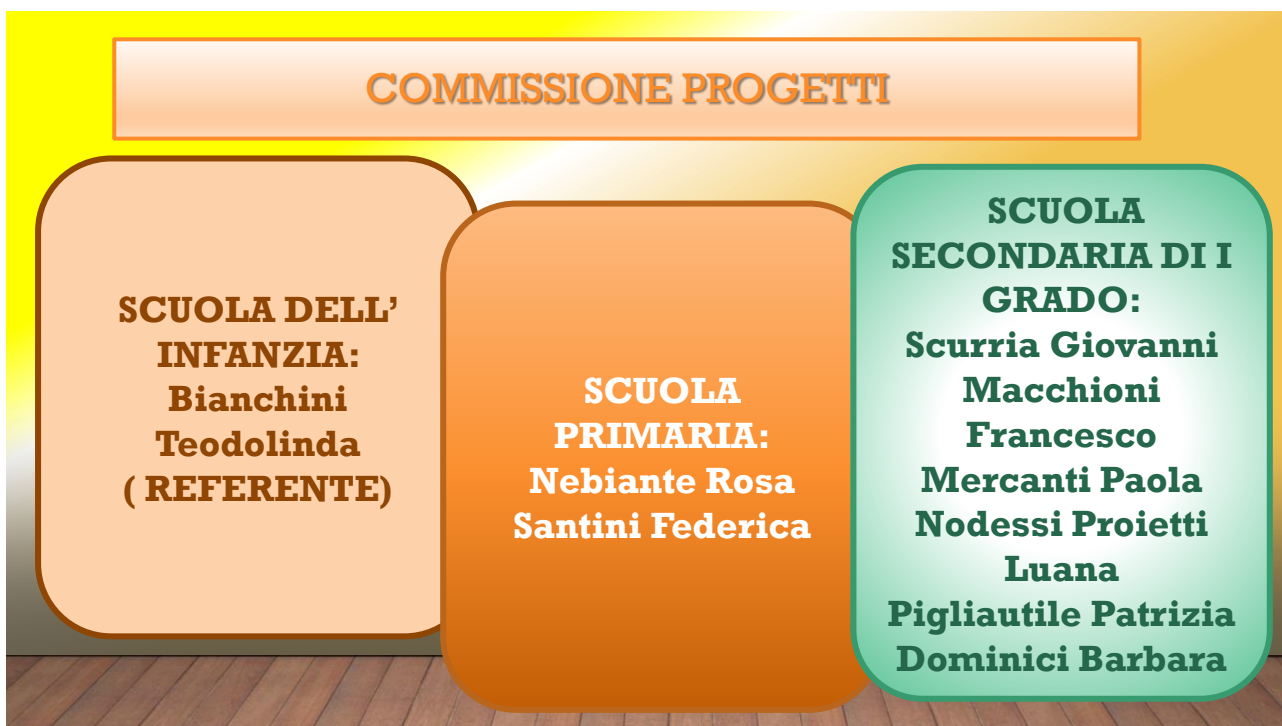 COMMISSIONE PROGETTI
SCUOLA DELL’
INFANZIA:
Bianchini
Teodolinda
( REFERENTE)
SCUOLA
PRIMARIA:
Nebiante Rosa
Santini Federica
SCUOLA
SECONDARIA DI I
GRADO:
Scurria Giovanni
Macchioni
Francesco
Mercanti Paola
Nodessi Proietti
Luana
Pigliautile Patrizia
Dominici Barbara